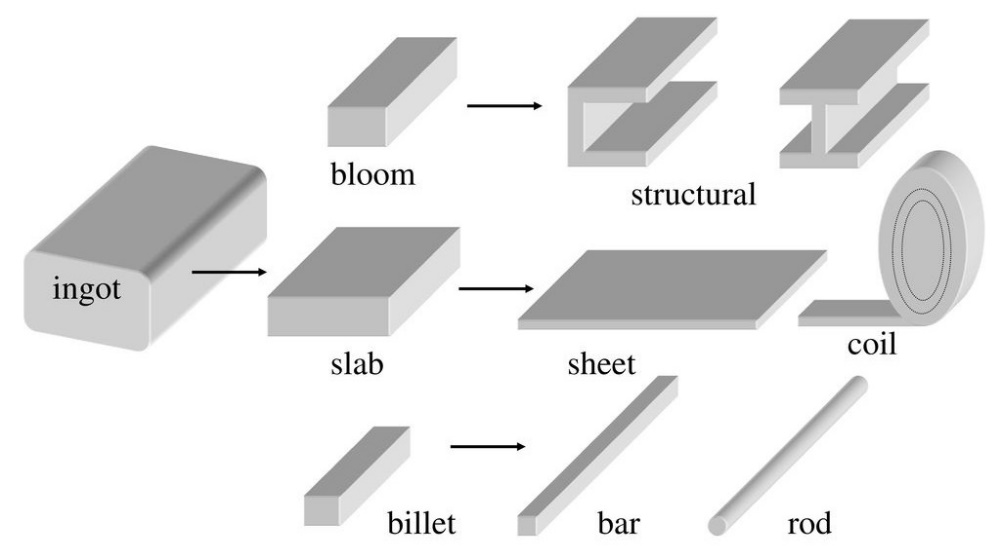 bloom
structural
ingot
slab
sheet
coil
billet
bar
rod